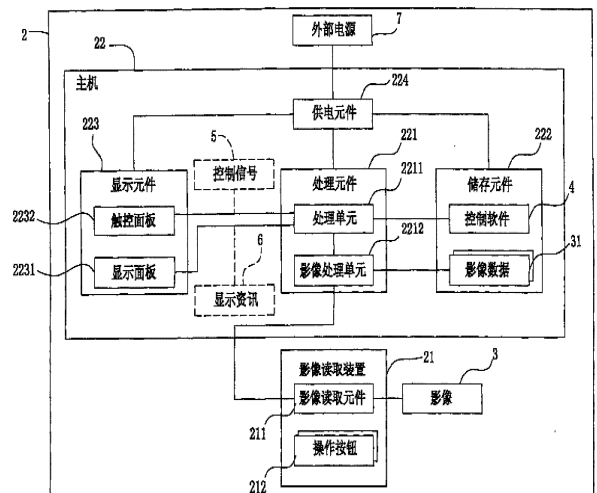 外部电源
7
2
22
主机
供电元件
224
223
5
221
222
显示元件
控制信号
处理元件
2211
储存元件
2232
触控面板
处理单元
控制软件
4
2212
31
2231
显示面板
6
影像处理单元
影像数据
显示资讯
21
影像读取装置
3
影像读取元件
影像
211
操作按钮
212